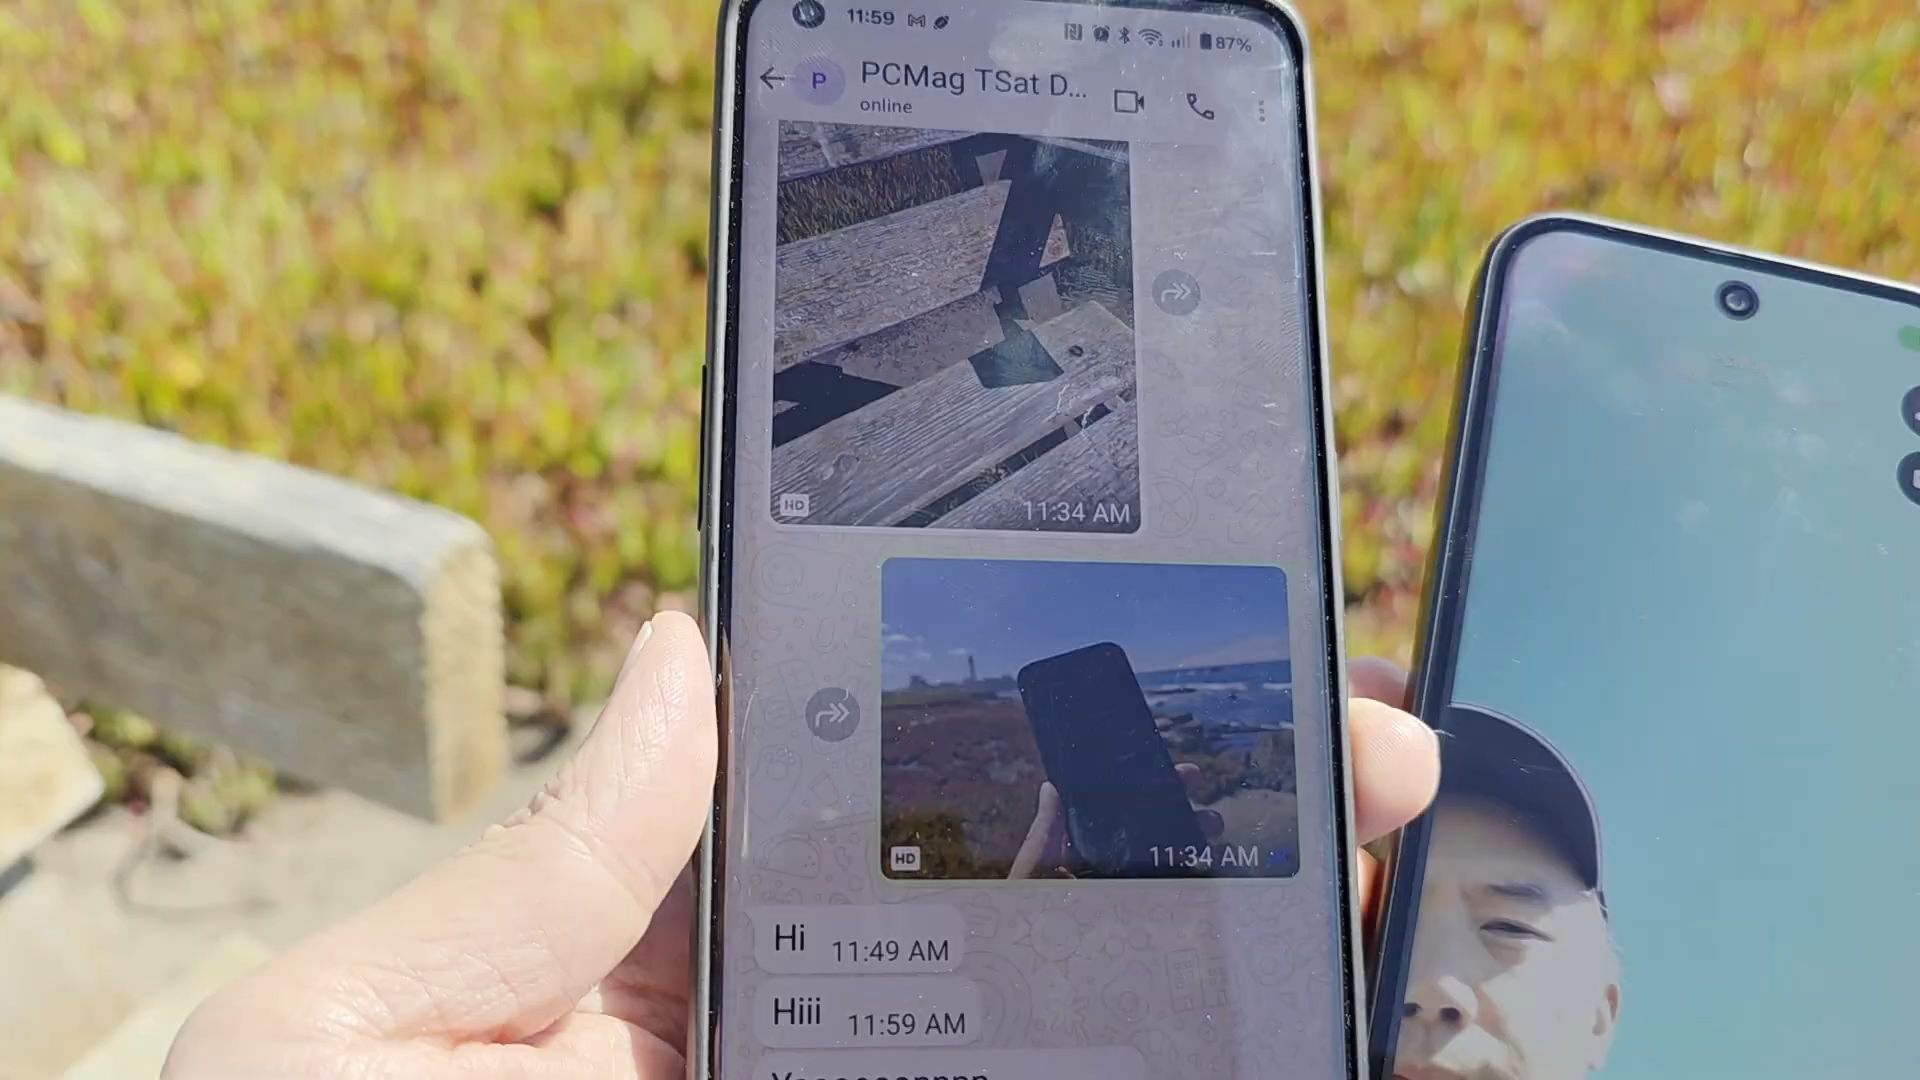 11:59
87%
P
PCMag TSat D...
online
HD
11:34 AM
HD
11:34 AM
Hi 11:49 AM
Hiii 11:59 AM